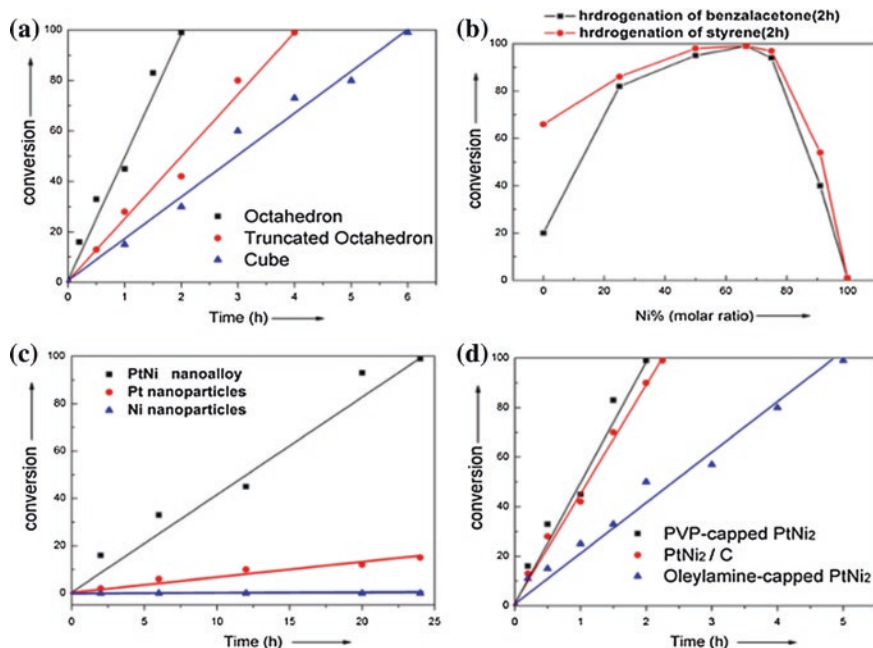 (a)
100
80
60
40
20
0
conversion
Octahedron
Truncated Octahedron
Cube
0 1 2 3 4 5 6
Time (h)
(b)
hrdrogenation of benzalacetone(2h)
hrdrogenation of styrene(2h)
100
80
60
40
20
0
conversion
0 20 40 60 80 100
Ni% (molar ratio)
(c)
100
80
60
40
20
0
conversion
PtNi nanoalloy
Pt nanoparticles
Ni nanoparticles
0 5 10 15 20 25
Time (h)
(d)
100
80
60
40
20
0
conversion
PVP-capped PtNi₂
PtNi₂ / C
Oleylamine-capped PtNi₂
0 1 2 3 4 5
Time (h)